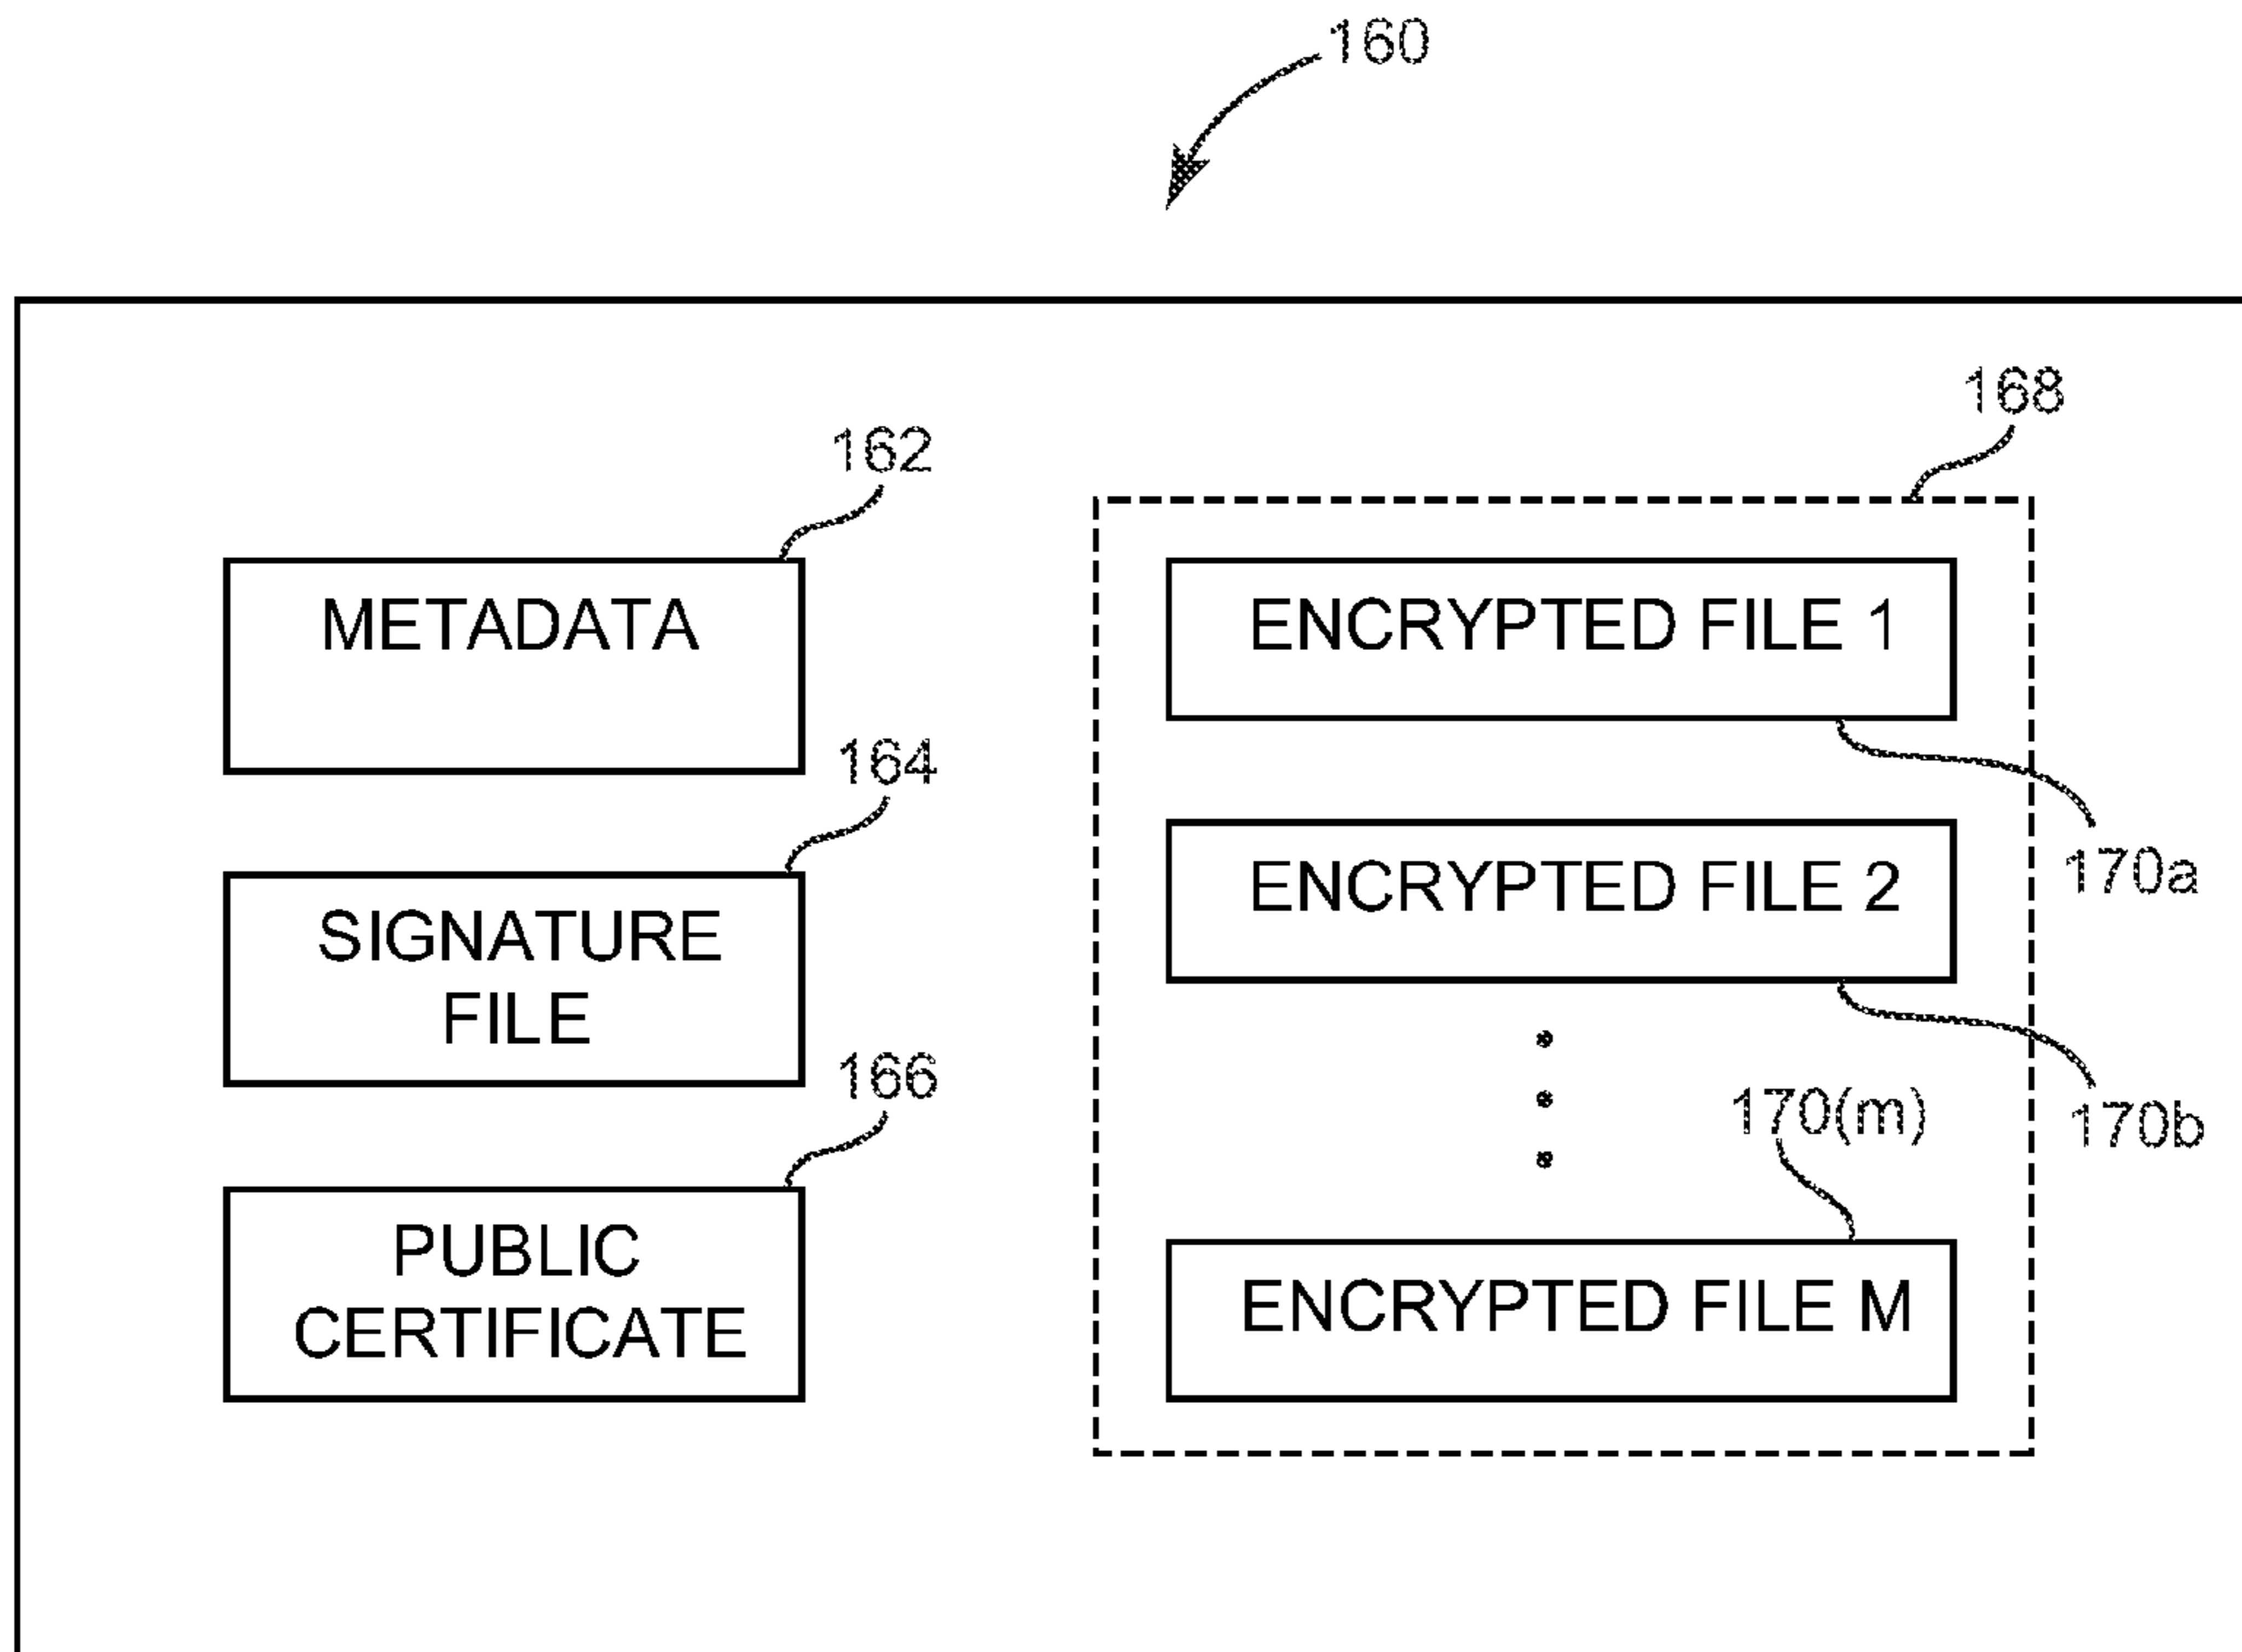 160
168
162
METADATA
ENCRYPTED FILE 1
164
170a
SIGNATURE
FILE
ENCRYPTED FILE 2
166
170(m)
170b
PUBLIC
CERTIFICATE
ENCRYPTED FILE M